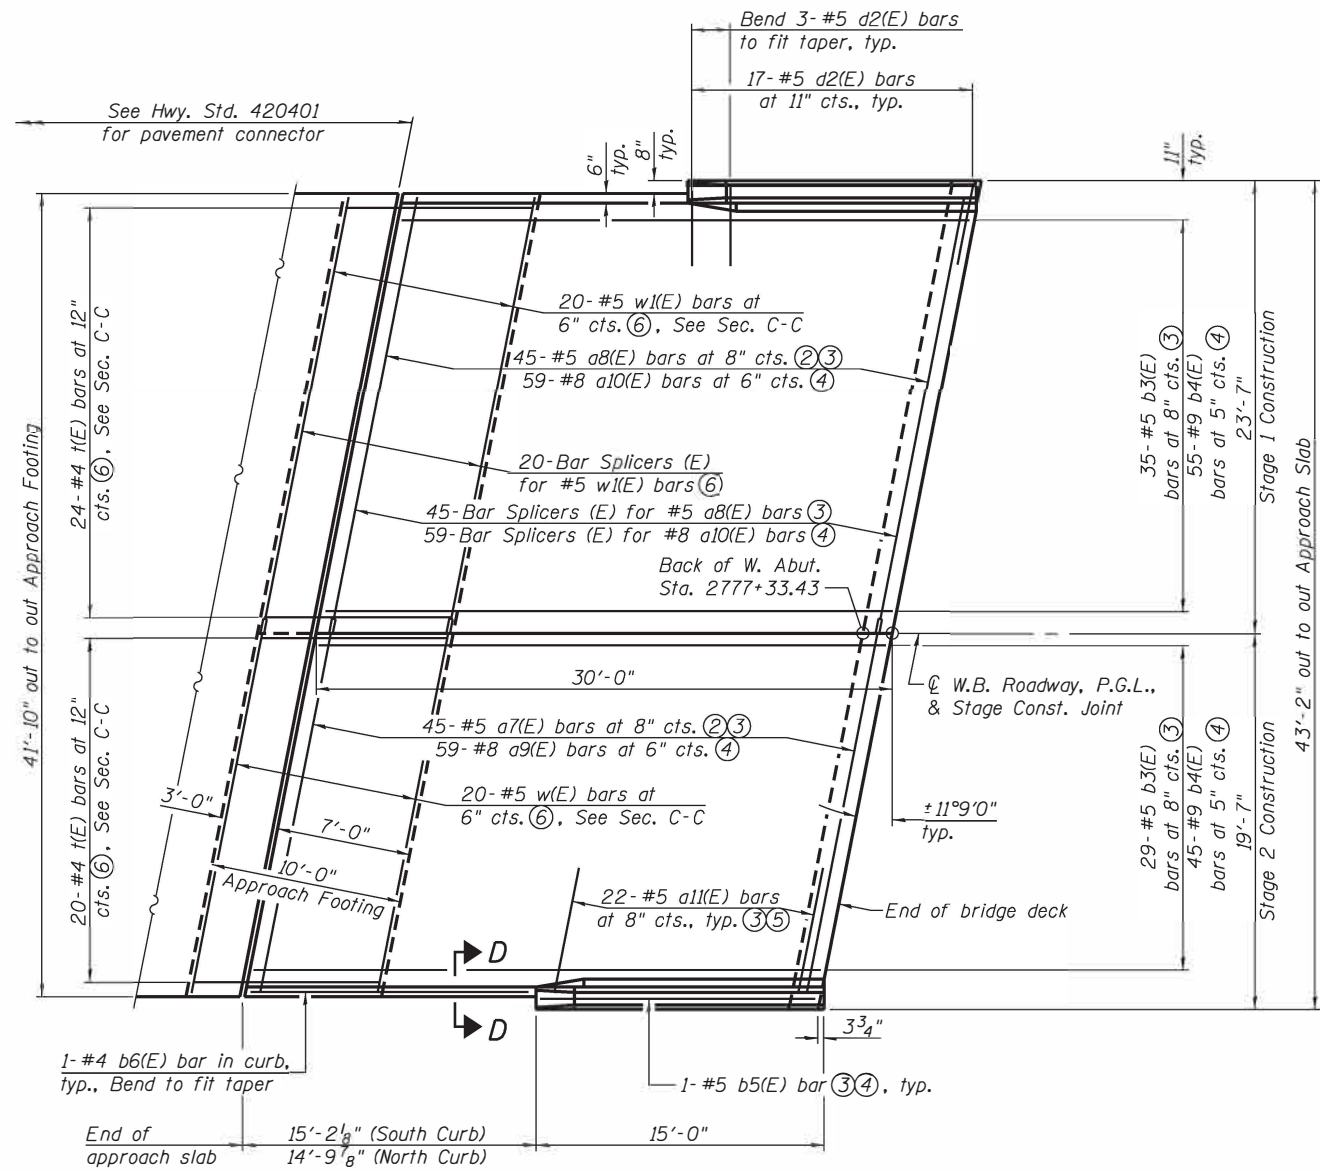 Bend 3- #5 d2(E) bars
to fit taper, typ.
17- #5 d2(E) bars
at 11" cts., typ.
See Hwy. Std. 420401
for pavement connector
6"
typ.
8"
typ.
11"
typ.
20- #5 w1(E) bars at
6" cts. ⑥, See Sec. C-C
45- #5 a8(E) bars at 8" cts. ②③
59- #8 a10(E) bars at 6" cts. ④
24- #4 t(E) bars at 12"
cts. ⑥, See Sec. C-C
41'-10" out to out Approach Footing
35- #5 b3(E)
bars at 8" cts. ③
55- #9 b4(E)
bars at 5" cts. ④
23'-7"
Stage 1 Construction
43'-2" out to out Approach Slab
20-Bar Splicers (E)
for #5 w1(E) bars ⑥
45-Bar Splicers (E) for #5 a8(E) bars ③
59-Bar Splicers (E) for #8 a10(E) bars ④
Back of W. Abut.
Sta. 2777+33.43
30'-0"
℄ W.B. Roadway, P.G.L.,
& Stage Const. Joint
45- #5 a7(E) bars at 8" cts. ②③
59- #8 a9(E) bars at 6" cts. ④
20- #4 t(E) bars at 12"
cts. ⑥, See Sec. C-C
29- #5 b3(E)
bars at 8" cts. ③
45- #9 b4(E)
bars at 5" cts. ④
19'-7"
Stage 2 Construction
3'-0"
20- #5 w(E) bars at
6" cts. ⑥, See Sec. C-C
±11°9'0"
typ.
7'-0"
10'-0"
Approach Footing
22- #5 a11(E) bars
at 8" cts., typ. ③⑤
End of bridge deck
D
D
3¾"
1- #4 b6(E) bar in curb,
typ., Bend to fit taper
1- #5 b5(E) bar ③④, typ.
End of
approach slab
15'-2⅛" (South Curb)
14'-9⅞" (North Curb)
15'-0"